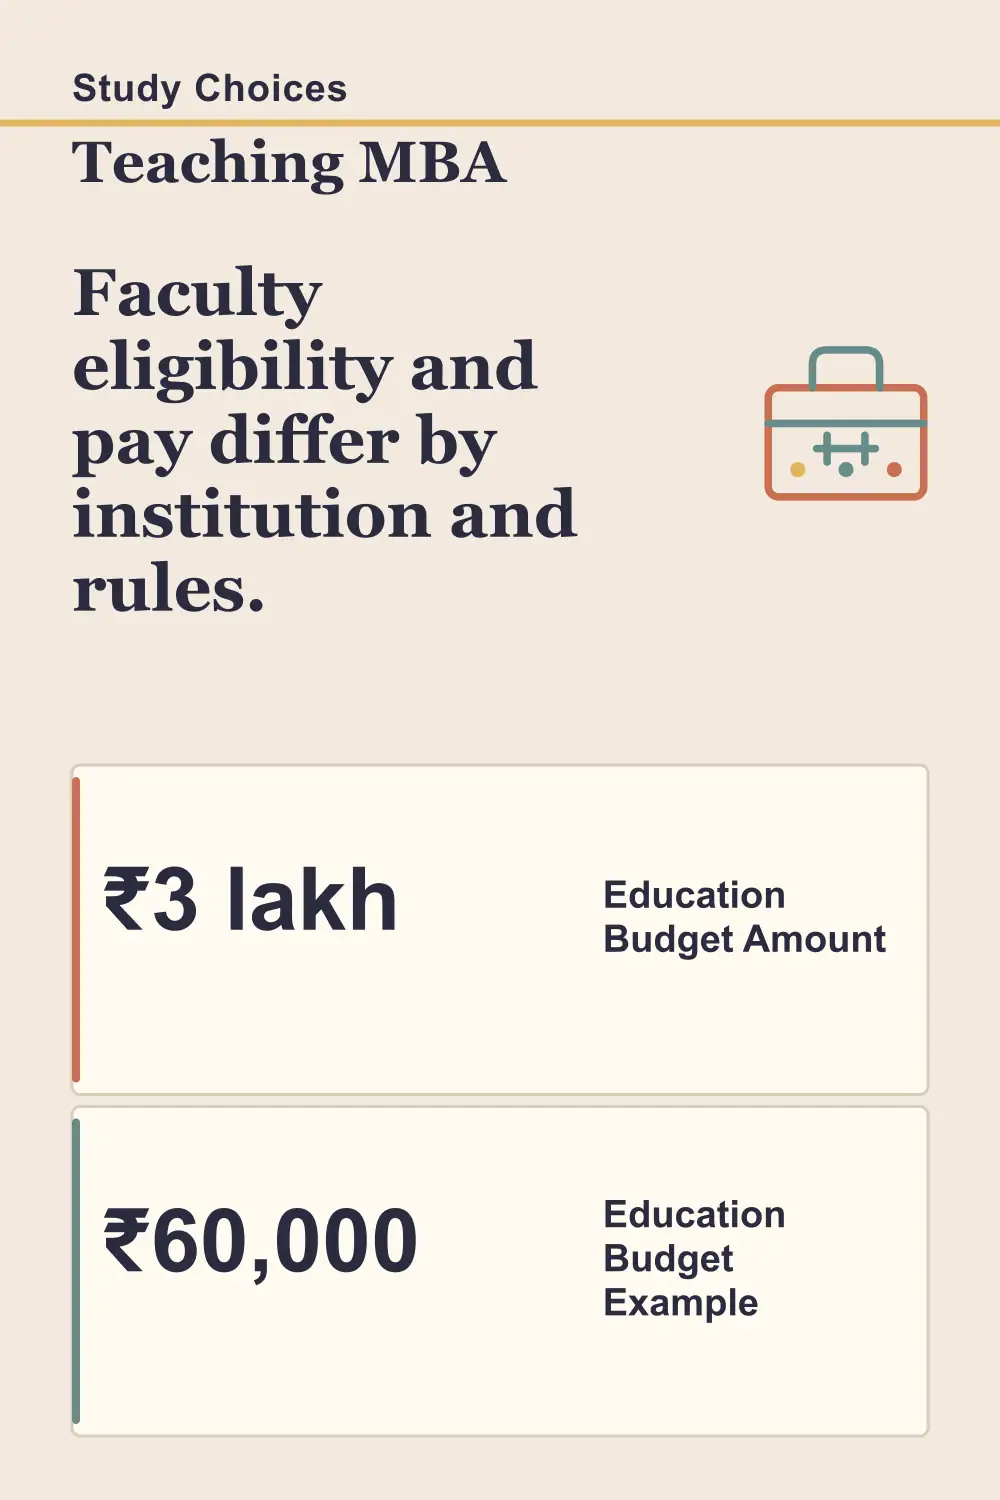 Study Choices
Teaching MBA
Faculty
eligibility and
pay differ by
institution and
rules.
₹3 lakh
Education
Budget Amount
₹60,000
Education
Budget
Example